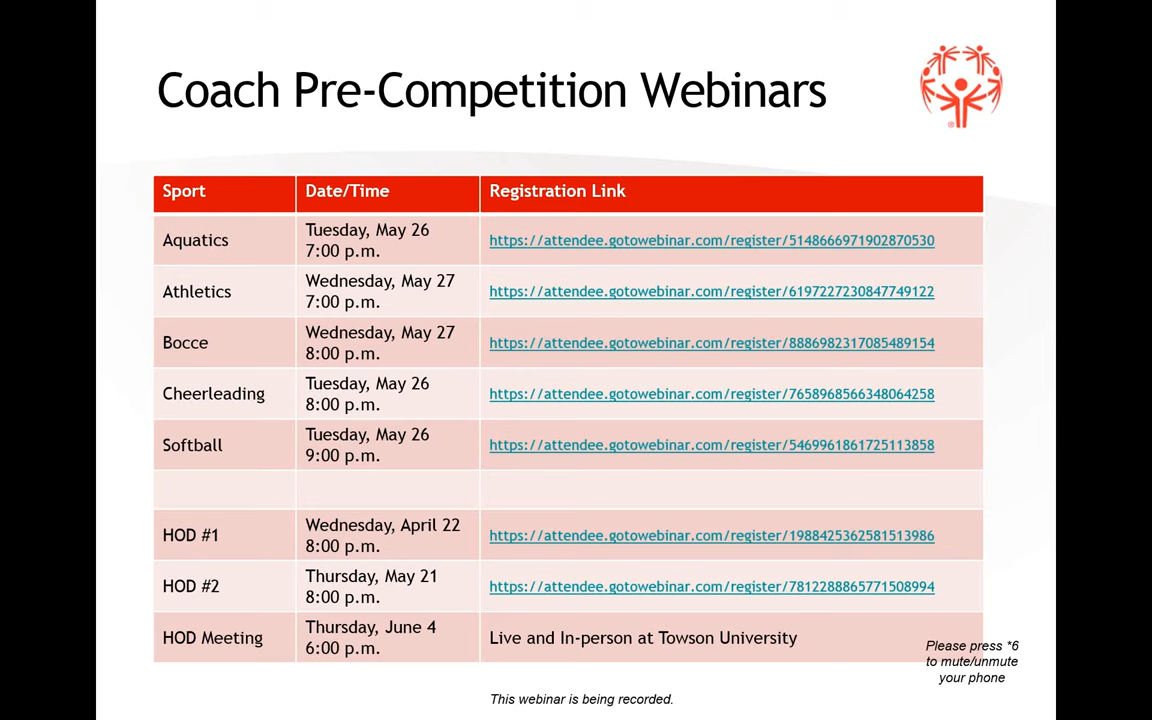 Coach Pre-Competition Webinars
Sport Date/Time Registration Link
Aquatics
Tuesday, May 26
7:00 p.m.
https://attendee.gotowebinar.com/register/5148666971902870530
Athletics
Wednesday, May 27
7:00 p.m.
https://attendee.gotowebinar.com/register/6197227230847749122
Bocce
Wednesday, May 27
8:00 p.m.
https://attendee.gotowebinar.com/register/8886982317085489154
Cheerleading
Tuesday, May 26
8:00 p.m.
https://attendee.gotowebinar.com/register/7658968566348064258
Softball
Tuesday, May 26
9:00 p.m.
https://attendee.gotowebinar.com/register/5469961861725113858
HOD #1
Wednesday, April 22
8:00 p.m.
https://attendee.gotowebinar.com/register/1988425362581513986
HOD #2
Thursday, May 21
8:00 p.m.
https://attendee.gotowebinar.com/register/7812288865771508994
HOD Meeting
Thursday, June 4
6:00 p.m.
Live and In-person at Towson University
Please press *6
to mute/unmute
your phone
This webinar is being recorded.